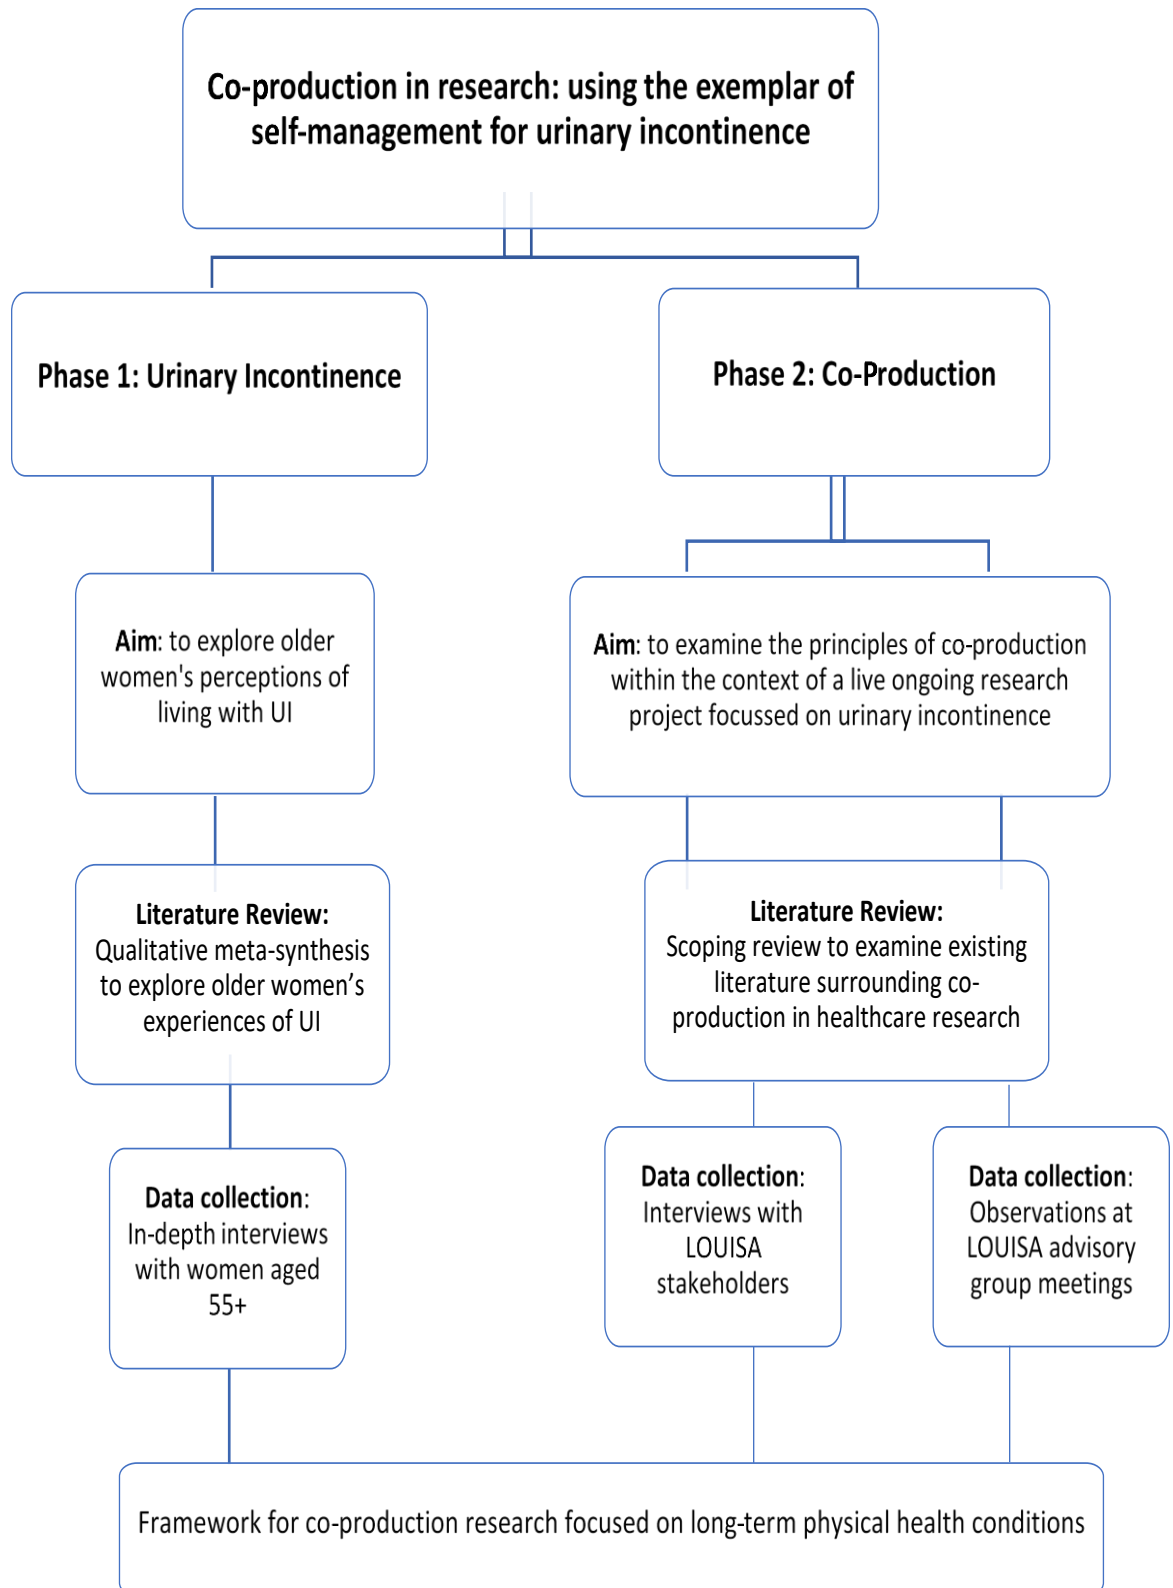 Co-production in research: using the exemplar of
self-management for urinary incontinence
Phase 1: Urinary Incontinence
Phase 2: Co-Production
Aim: to explore older
women's perceptions of
living with UI
Aim: to examine the principles of co-production
within the context of a live ongoing research
project focussed on urinary incontinence
Literature Review:
Qualitative meta-synthesis
to explore older women’s
experiences of UI
Literature Review:
Scoping review to examine existing
literature surrounding co-
production in healthcare research
Data collection:
In-depth interviews
with women aged
55+
Data collection:
Interviews with
LOUISA
stakeholders
Data collection:
Observations at
LOUISA advisory
group meetings
Framework for co-production research focused on long-term physical health conditions